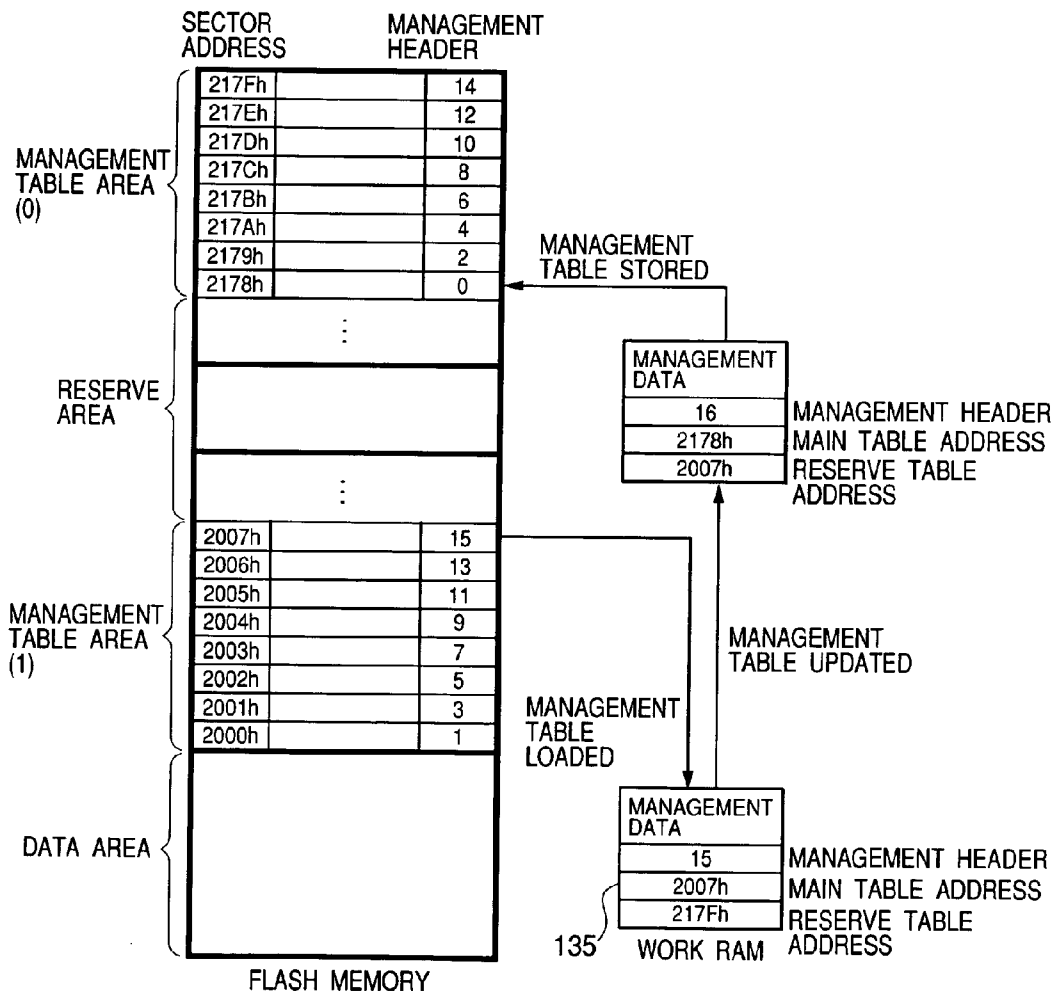 SECTOR
ADDRESS
MANAGEMENT
HEADER
217Fh 14
217Eh 12
217Dh 10
217Ch 8
217Bh 6
217Ah 4
2179h 2
2178h 0
MANAGEMENT
TABLE AREA
(0)
MANAGEMENT
TABLE STORED
RESERVE
AREA
MANAGEMENT
DATA
16 MANAGEMENT HEADER
2178h MAIN TABLE ADDRESS
2007h RESERVE TABLE
ADDRESS
2007h 15
2006h 13
2005h 11
2004h 9
2003h 7
2002h 5
2001h 3
2000h 1
MANAGEMENT
TABLE AREA
(1)
MANAGEMENT
TABLE UPDATED
MANAGEMENT
TABLE
LOADED
DATA AREA
MANAGEMENT
DATA
15 MANAGEMENT HEADER
2007h MAIN TABLE ADDRESS
217Fh RESERVE TABLE
ADDRESS
135
WORK RAM
FLASH MEMORY